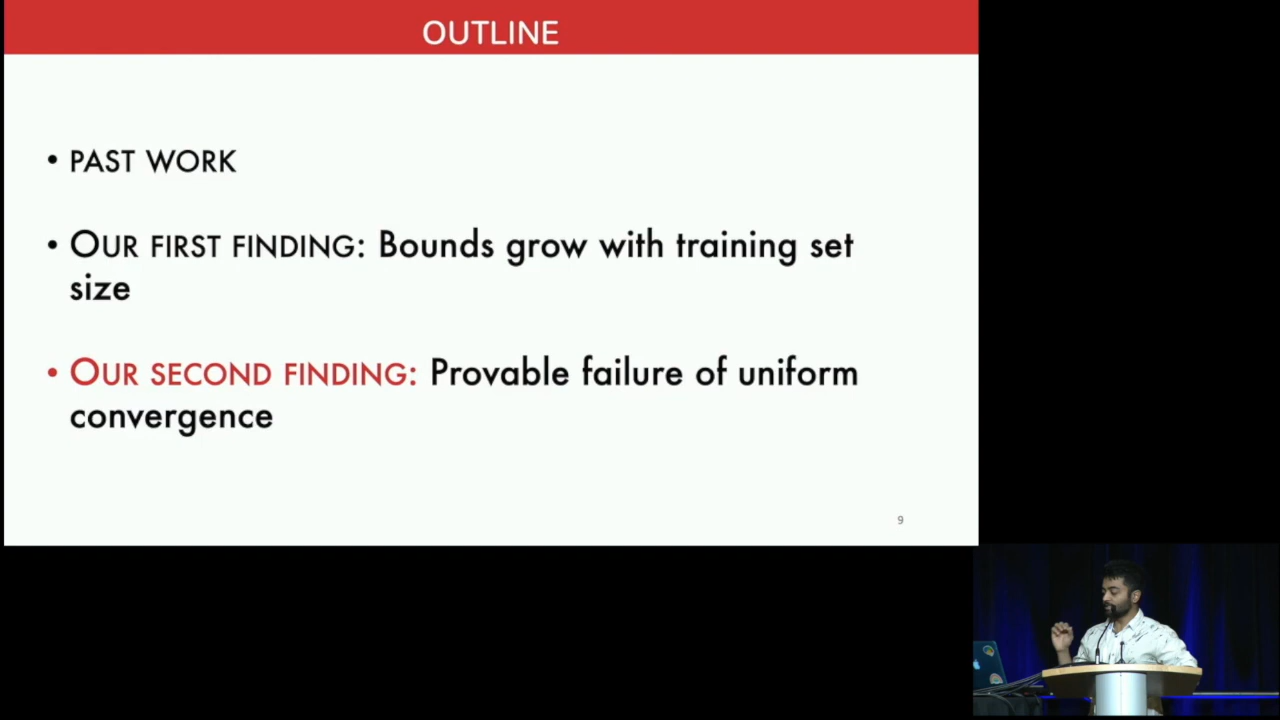 OUTLINE
• PAST WORK
• OUR FIRST FINDING: Bounds grow with training set
size
• OUR SECOND FINDING: Provable failure of uniform
convergence
9